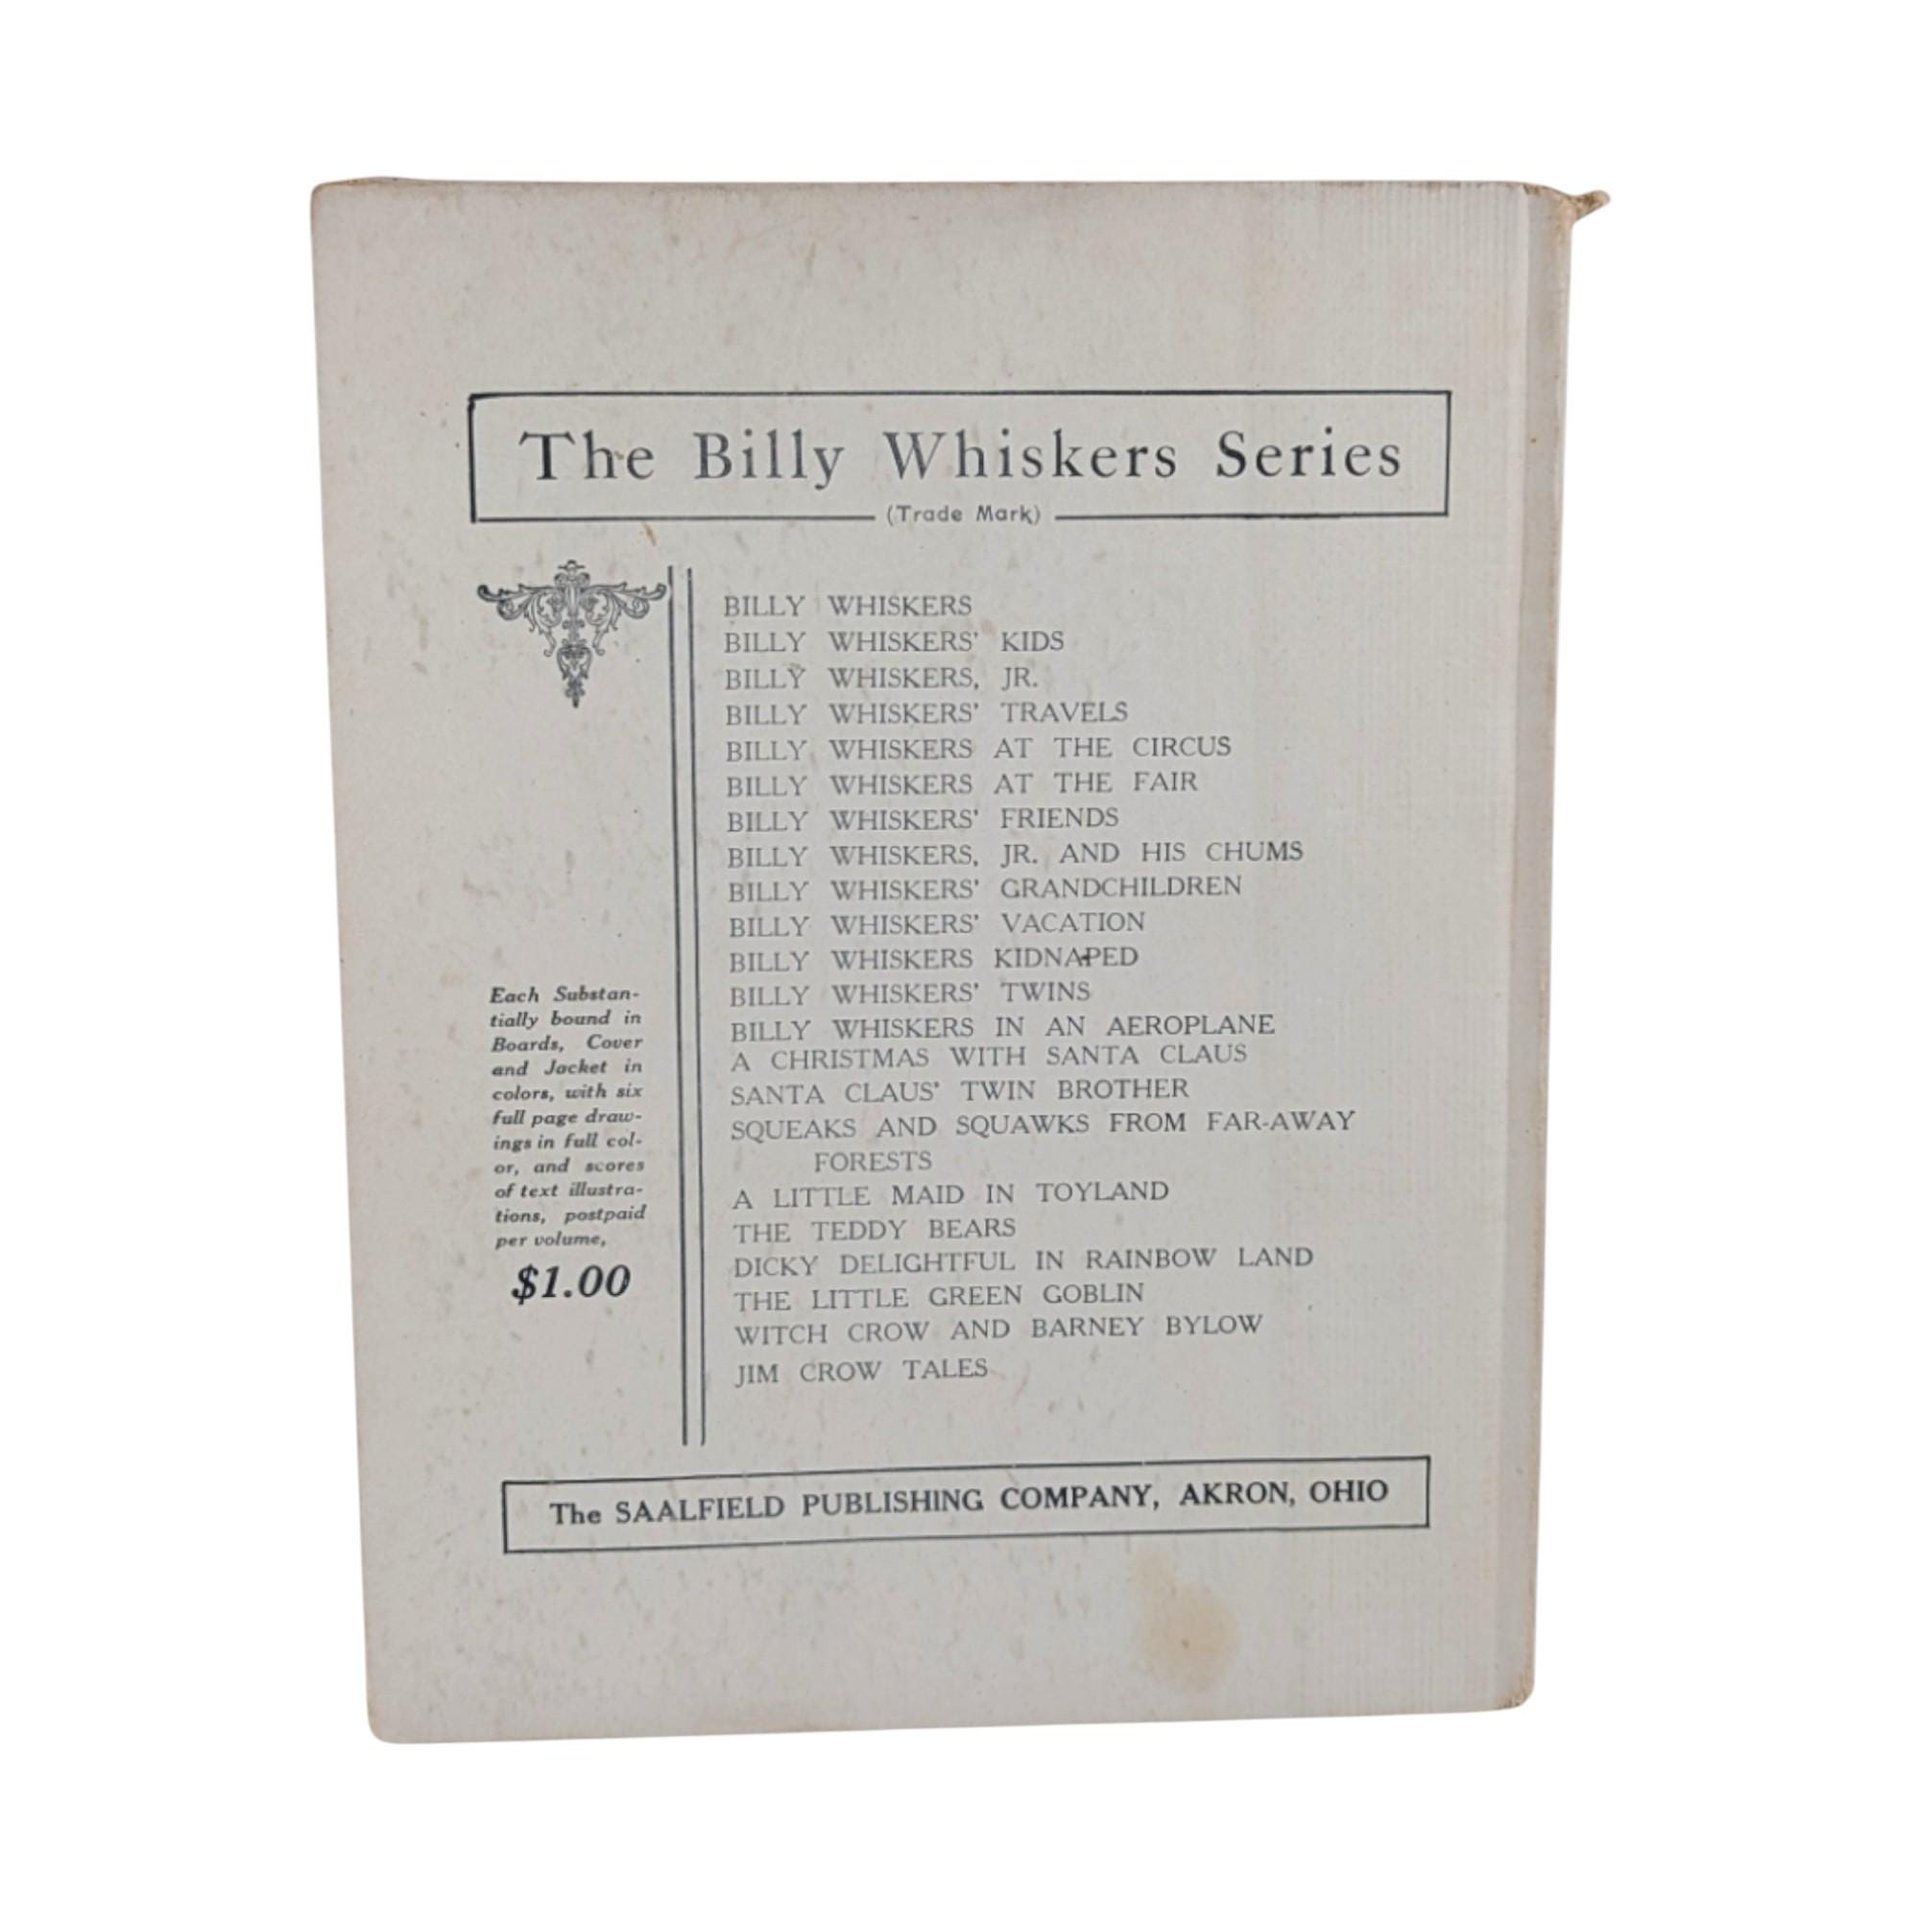 The Billy Whiskers Series
(Trade Mark)
Each Substan-
tially bound in
Boards, Cover
and Jacket in
colors, with six
full page draw-
ings in full col-
or, and scores
of text illustra-
tions, postpaid
per volume,
$1.00
BILLY WHISKERS
BILLY WHISKERS' KIDS
BILLY WHISKERS, JR.
BILLY WHISKERS' TRAVELS
BILLY WHISKERS AT THE CIRCUS
BILLY WHISKERS AT THE FAIR
BILLY WHISKERS' FRIENDS
BILLY WHISKERS, JR. AND HIS CHUMS
BILLY WHISKERS' GRANDCHILDREN
BILLY WHISKERS' VACATION
BILLY WHISKERS KIDNAPED
BILLY WHISKERS' TWINS
BILLY WHISKERS IN AN AEROPLANE
A CHRISTMAS WITH SANTA CLAUS
SANTA CLAUS' TWIN BROTHER
SQUEAKS AND SQUAWKS FROM FAR-AWAY
FORESTS
A LITTLE MAID IN TOYLAND
THE TEDDY BEARS
DICKY DELIGHTFUL IN RAINBOW LAND
THE LITTLE GREEN GOBLIN
WITCH CROW AND BARNEY BYLOW
JIM CROW TALES
The SAALFIELD PUBLISHING COMPANY, AKRON, OHIO